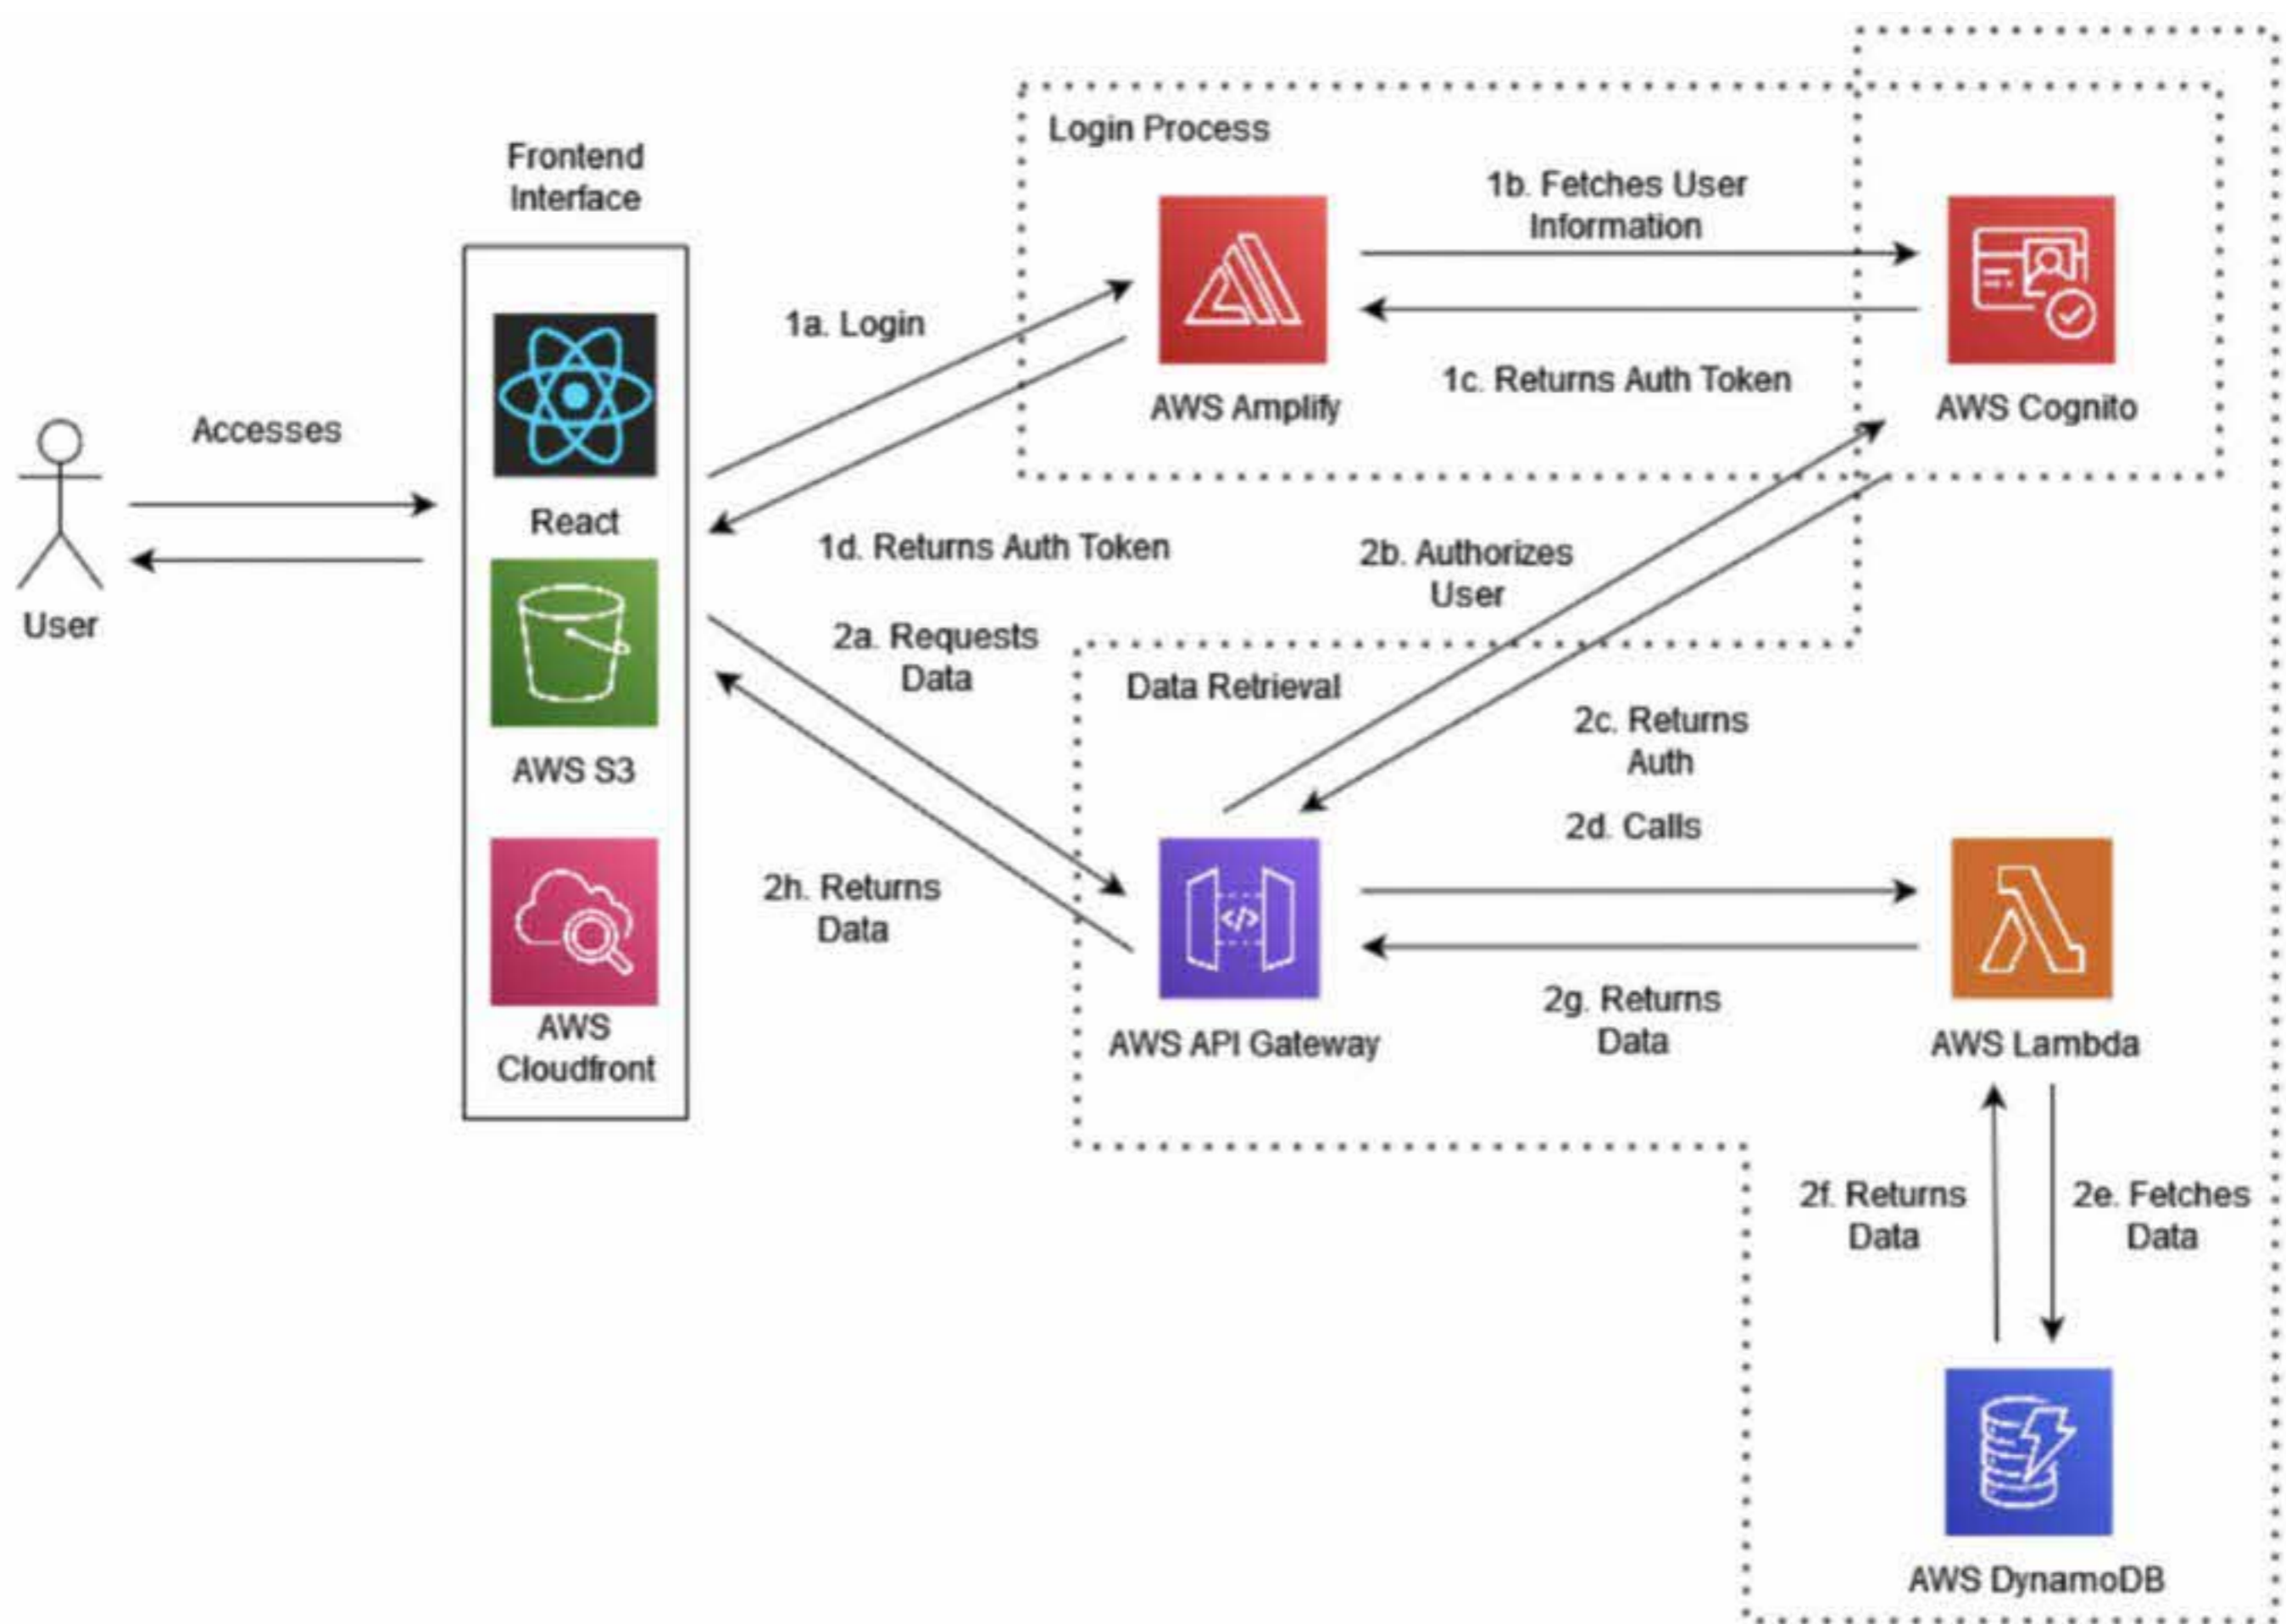 Login Process
Frontend
Interface
1b. Fetches User
Information
1a. Login
1c. Returns Auth Token
AWS Amplify
AWS Cognito
Accesses
React
User
1d. Returns Auth Token
2b. Authorizes
User
2a. Requests
Data
Data Retrieval
2c. Returns
Auth
AWS S3
2d. Calls
</>
2h. Returns
Data
2g. Returns
Data
AWS
Cloudfront
AWS API Gateway
AWS Lambda
2f. Returns
Data
2e. Fetches
Data
AWS DynamoDB